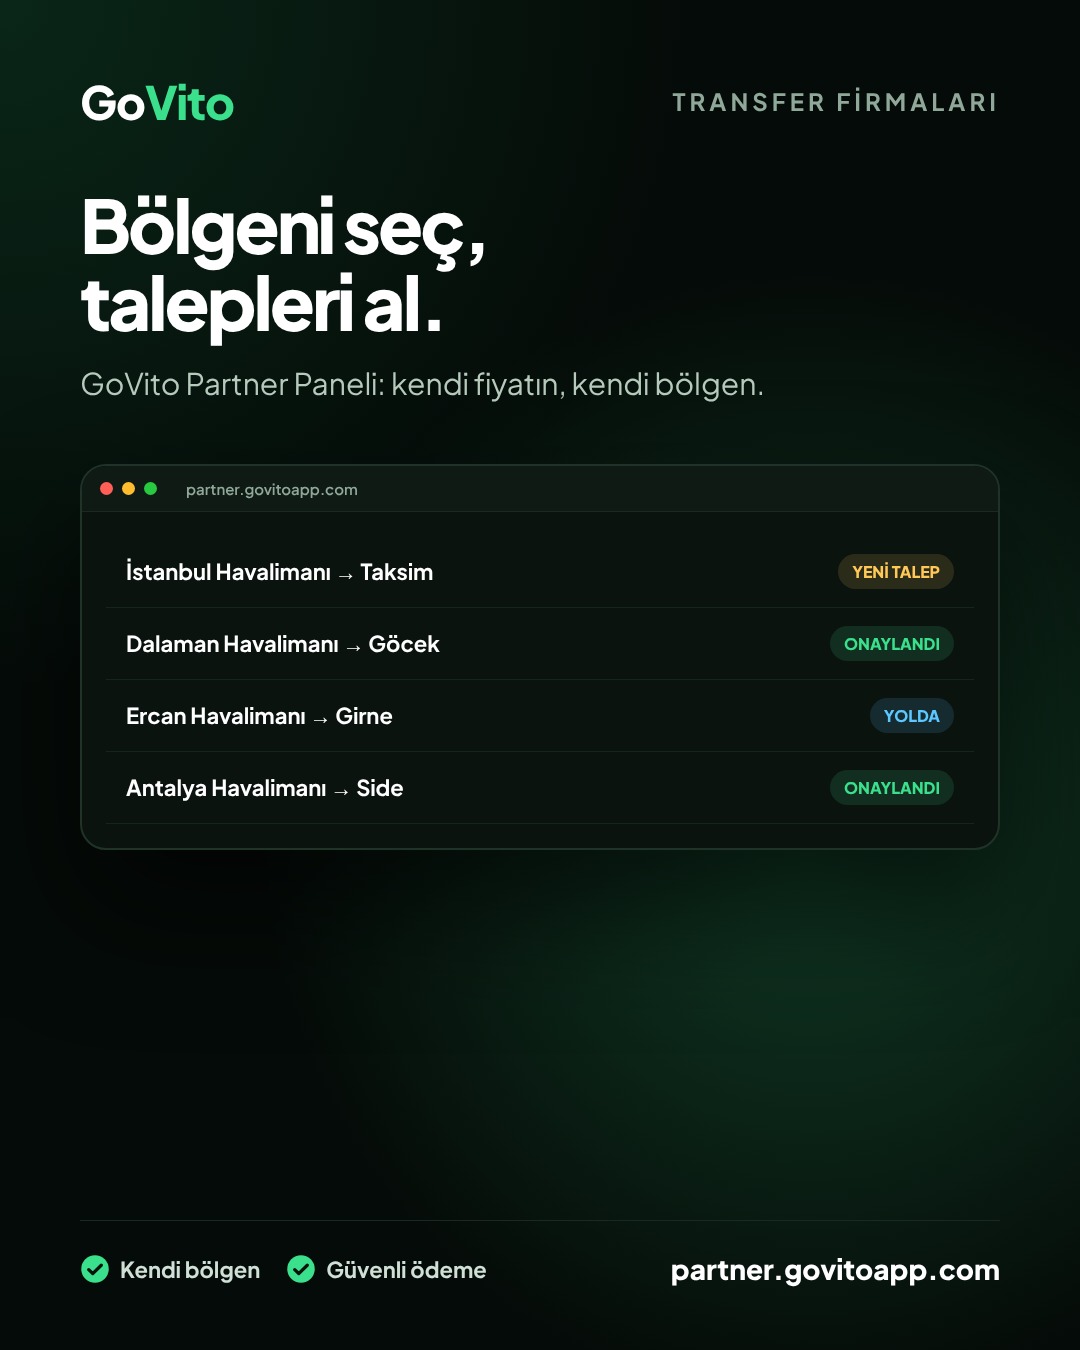 GoVito
TRANSFER FİRMALARI
Bölgeni seç,
talepleri al.
GoVito Partner Paneli: kendi fiyatın, kendi bölgen.
partner.govitoapp.com
İstanbul Havalimanı → Taksim
YENİ TALEP
Dalaman Havalimanı → Göcek
ONAYLANDI
Ercan Havalimanı → Girne
YOLDA
Antalya Havalimanı → Side
ONAYLANDI
Kendi bölgen
Güvenli ödeme
partner.govitoapp.com